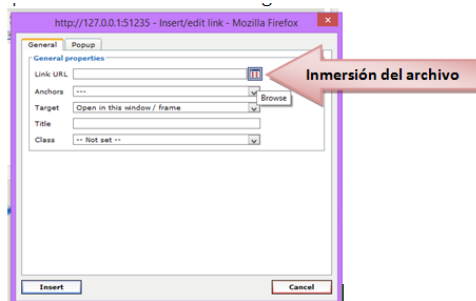 http://127.0.0.1:51235 - Insert/edit link - Mozilla Firefox
General Popup
General properties
Link URL
Inmersión del archivo
Anchors ---
Browse
Target Open in this window / frame
Title
Class -- Not set --
Insert Cancel